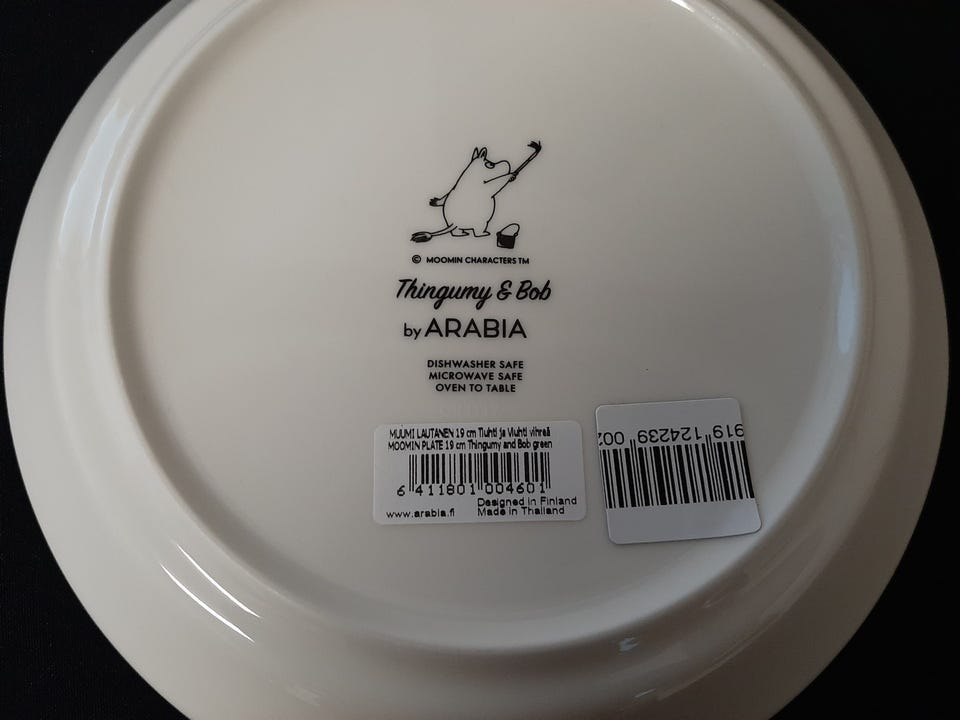 © MOOMIN CHARACTERS TM
Thingumy & Bob
by ARABIA
DISHWASHER SAFE
MICROWAVE SAFE
OVEN TO TABLE
MUUMI LAUTANEN 19 cm Tiuhti ja Viuhti vihreä
MOOMIN PLATE 19 cm Thingumy and Bob green
6 411801 004601
Designed in Finland
www.arabia.fi Made in Thailand
919 124239 002